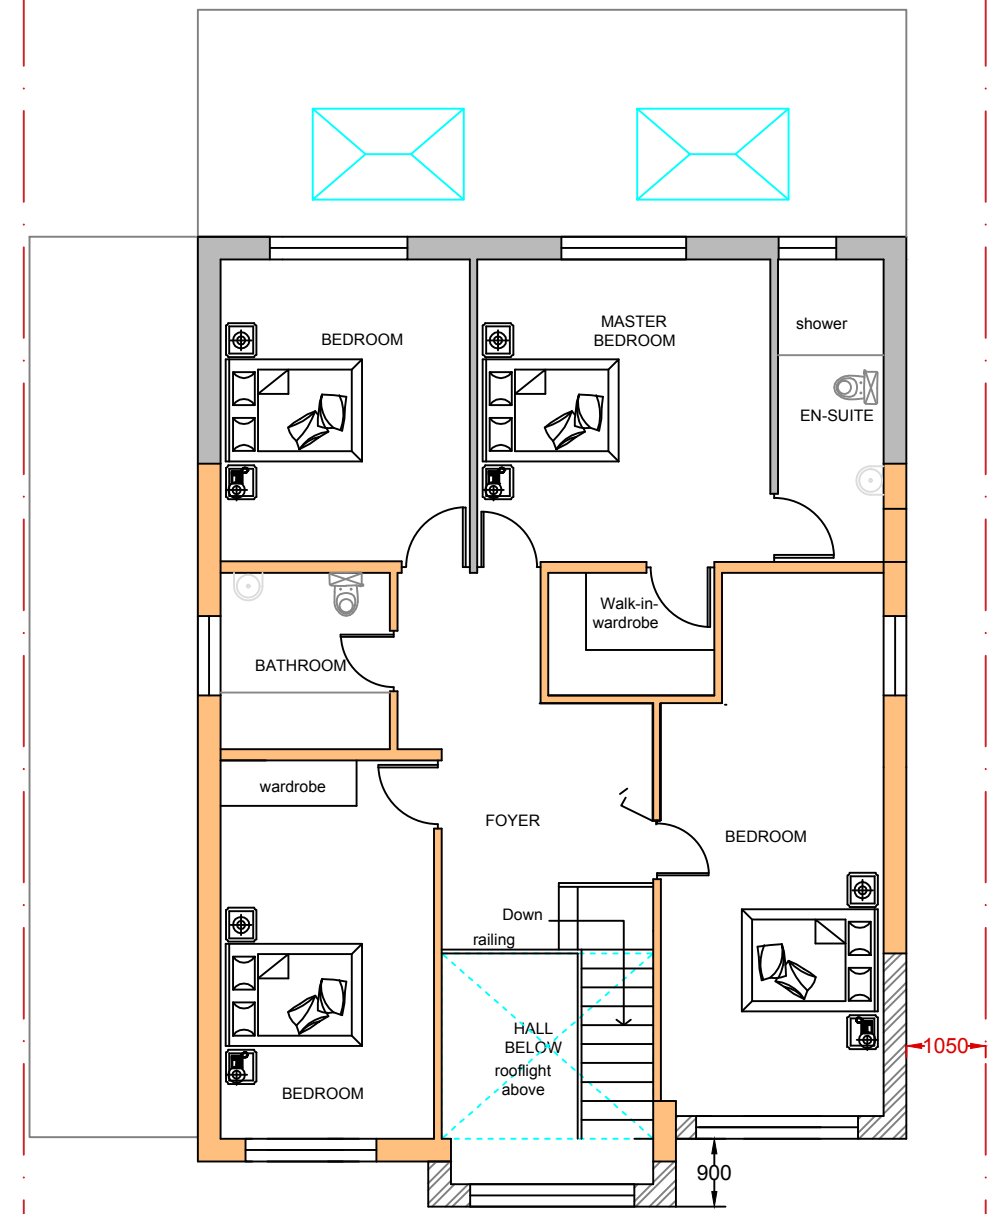 BEDROOM
MASTER
BEDROOM
shower
EN-SUITE
Walk-in-
wardrobe
BATHROOM
wardrobe
FOYER
BEDROOM
Down
railing
HALL
BELOW
rooflight
above
1050
BEDROOM
900